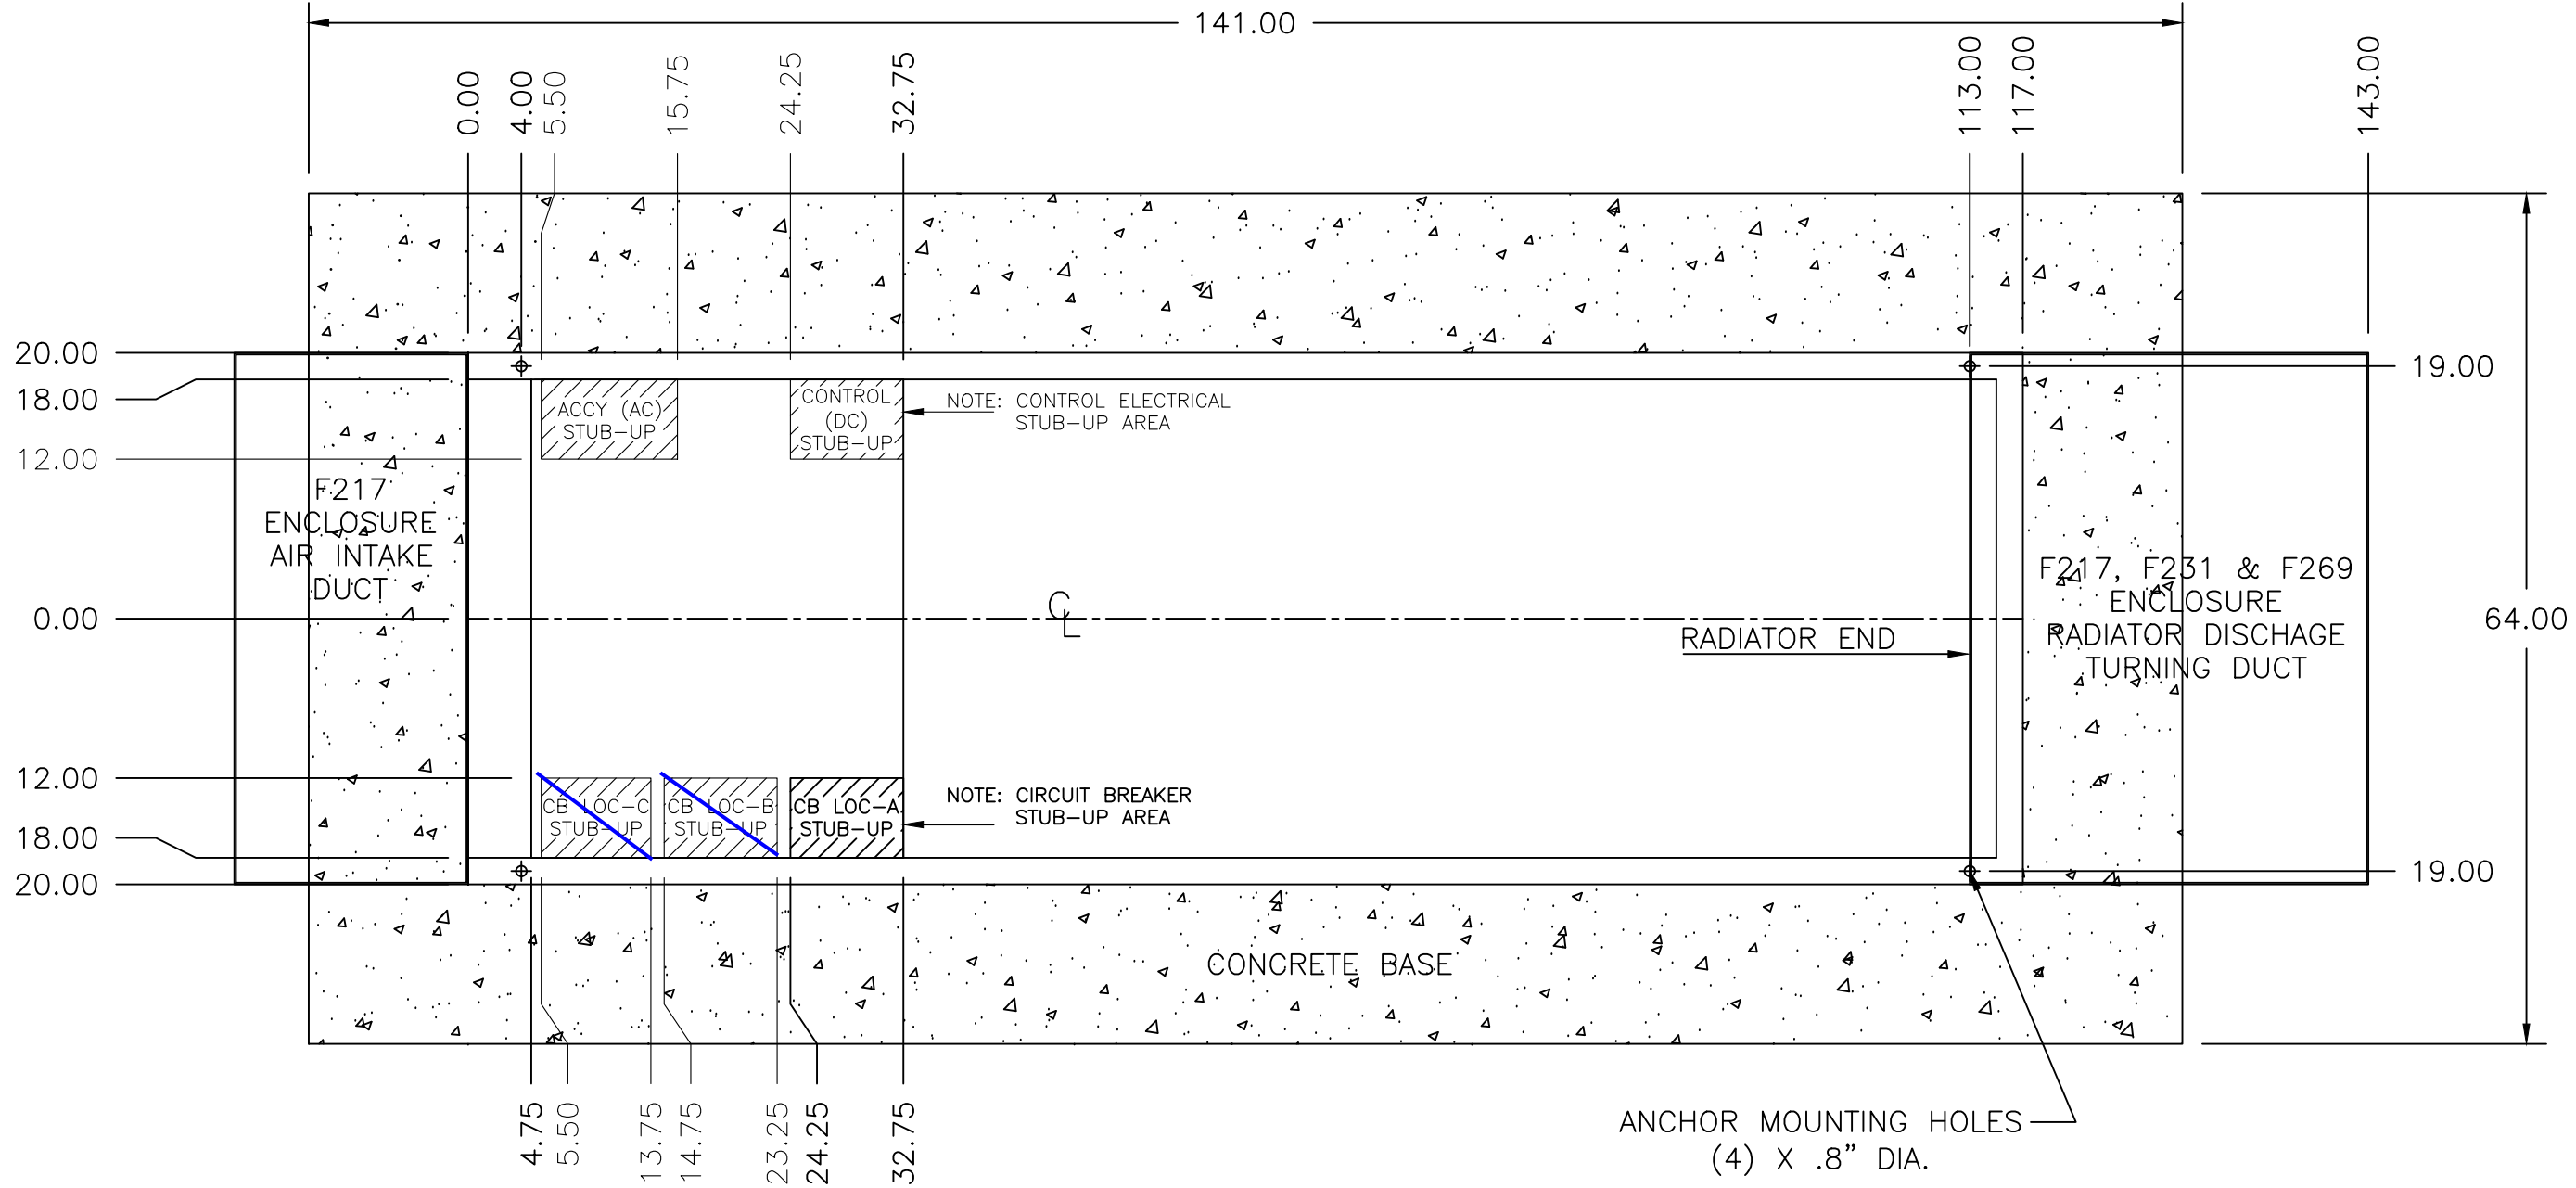 141.00
0.00
4.00
5.50
15.75
24.25
32.75
113.00
117.00
143.00
20.00
18.00
12.00
0.00
12.00
18.00
20.00
19.00
64.00
19.00
ACCY (AC)
STUB-UP
CONTROL
(DC)
STUB-UP
NOTE: CONTROL ELECTRICAL
STUB-UP AREA
F217
ENCLOSURE
AIR INTAKE
DUCT
CL
RADIATOR END
F217, F231 & F269
ENCLOSURE
RADIATOR DISCHAGE
TURNING DUCT
CB LOC-C
STUB-UP
CB LOC-B
STUB-UP
CB LOC-A
STUB-UP
NOTE: CIRCUIT BREAKER
STUB-UP AREA
CONCRETE BASE
4.75
5.50
13.75
14.75
23.25
24.25
32.75
ANCHOR MOUNTING HOLES
(4) X .8" DIA.